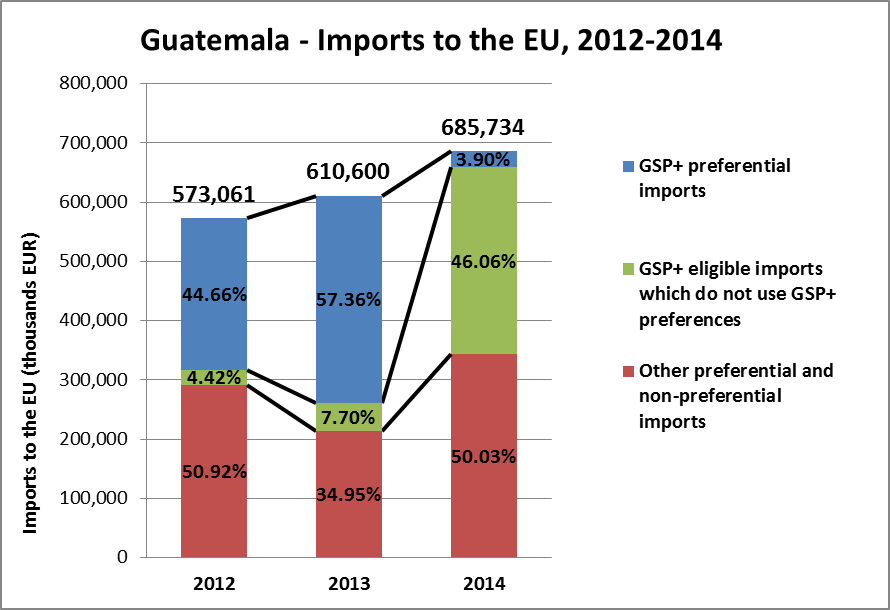 Guatemala - Imports to the EU, 2012-2014
Imports to the EU (thousands EUR)
800,000
700,000
600,000
500,000
400,000
300,000
200,000
100,000
0
573,061
44.66%
4.42%
50.92%
610,600
57.36%
7.70%
34.95%
685,734
3.90%
46.06%
50.03%
2012
2013
2014
GSP+ preferential
imports
GSP+ eligible imports
which do not use GSP+
preferences
Other preferential and
non-preferential
imports